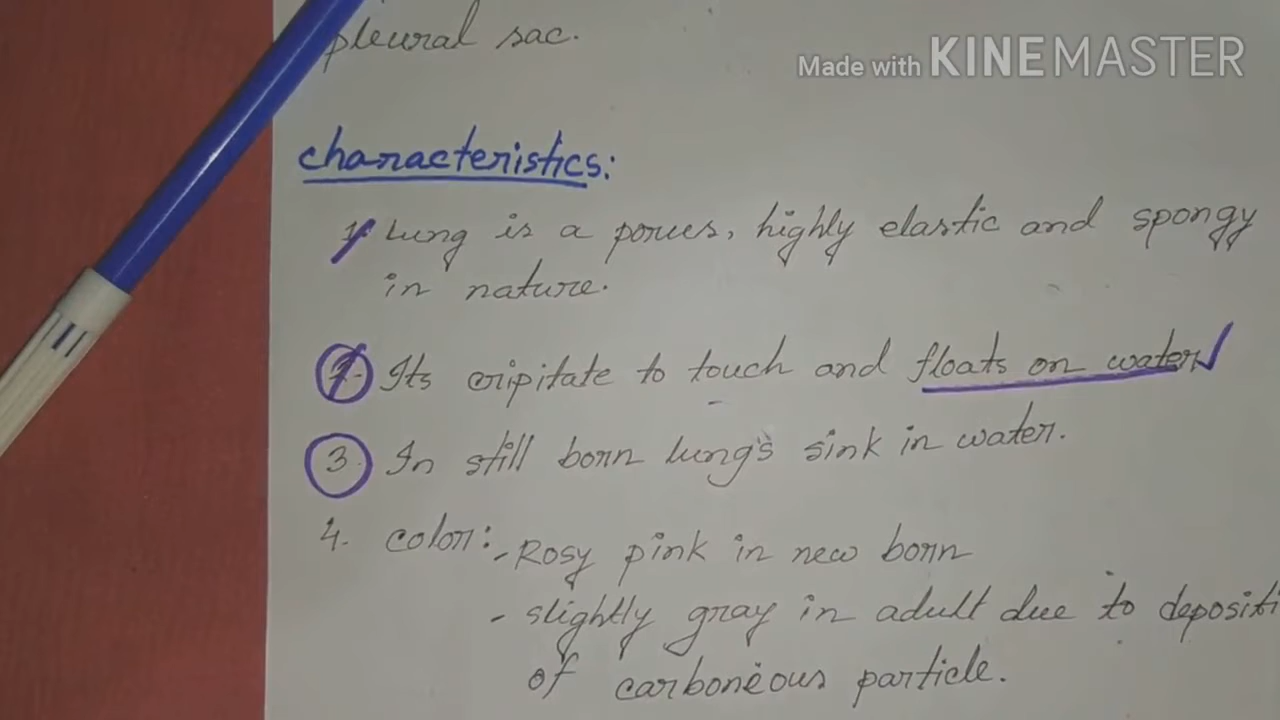 pleural sac.
Made with KINEMASTER
characteristics:
1. Lung is a porues, highly elastic and spongy
in nature.
2. Its cripitate to touch and floats on water
3. In still born lung's sink in water.
4. color: - Rosy pink in new born
- slightly gray in adult due to depositi
of carboneous particle.